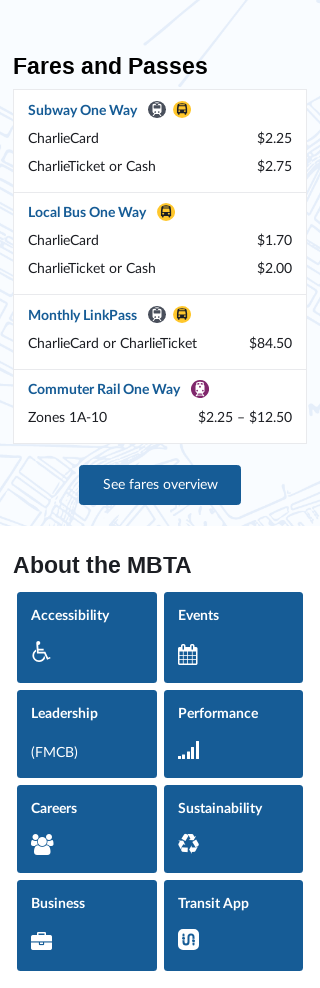 Fares and Passes
Subway One Way
CharlieCard $2.25
CharlieTicket or Cash $2.75
Local Bus One Way
CharlieCard $1.70
CharlieTicket or Cash $2.00
Monthly LinkPass
CharlieCard or CharlieTicket $84.50
Commuter Rail One Way
Zones 1A-10 $2.25 – $12.50
See fares overview
About the MBTA
Accessibility
Events
Leadership
(FMCB)
Performance
Careers
Sustainability
Business
Transit App